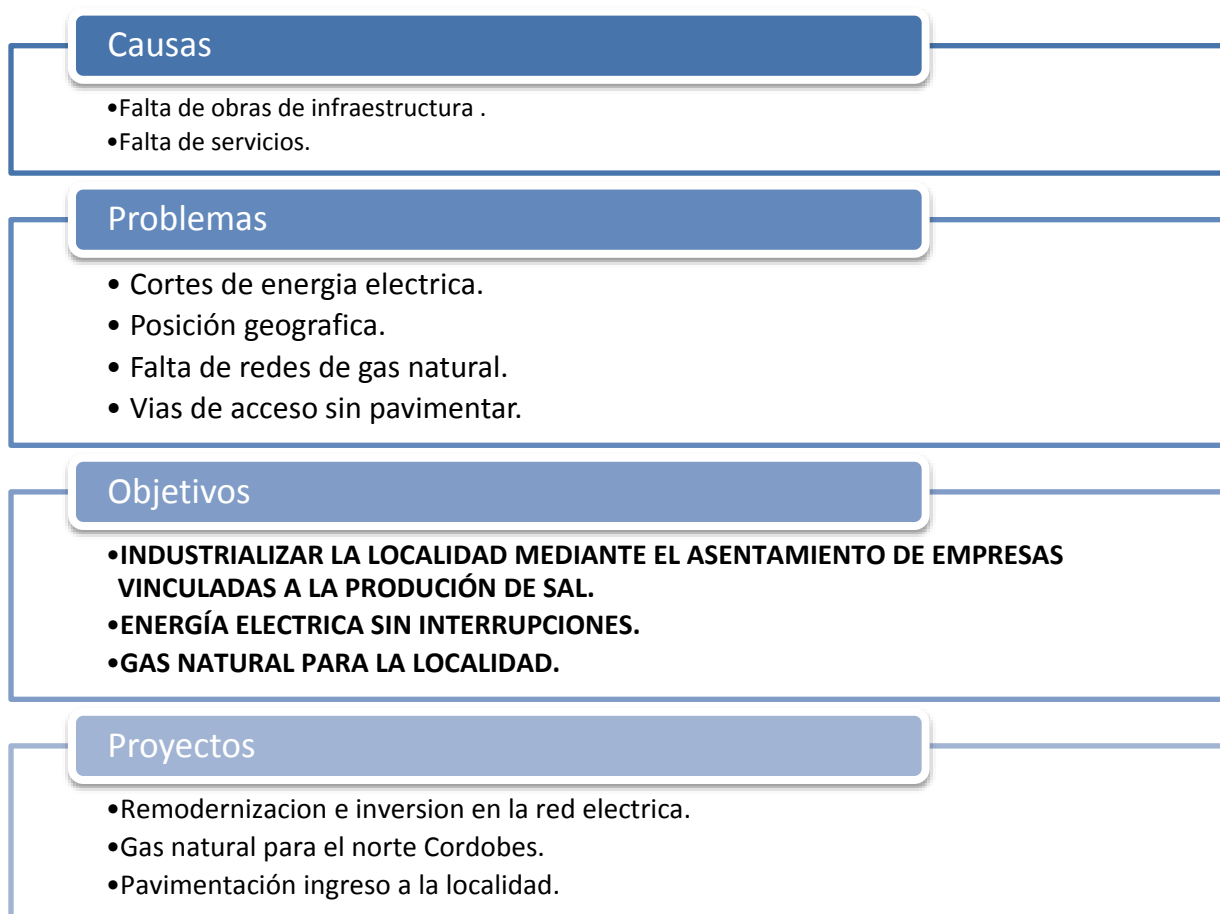 Causas
•Falta de obras de infraestructura .
•Falta de servicios.
Problemas
• Cortes de energia electrica.
• Posición geografica.
• Falta de redes de gas natural.
• Vias de acceso sin pavimentar.
Objetivos
•INDUSTRIALIZAR LA LOCALIDAD MEDIANTE EL ASENTAMIENTO DE EMPRESAS
VINCULADAS A LA PRODUCIÓN DE SAL.
•ENERGÍA ELECTRICA SIN INTERRUPCIONES.
•GAS NATURAL PARA LA LOCALIDAD.
Proyectos
•Remodernizacion e inversion en la red electrica.
•Gas natural para el norte Cordobes.
•Pavimentación ingreso a la localidad.